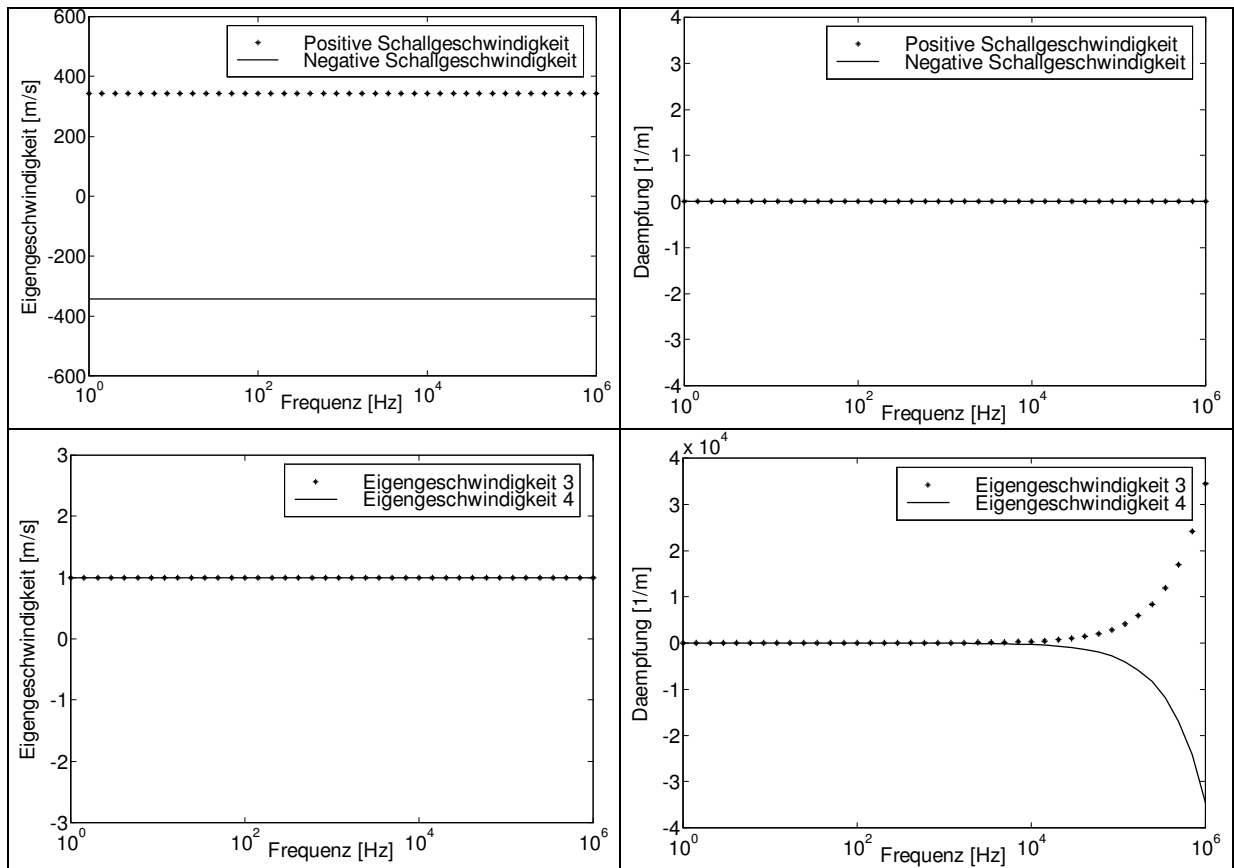 600
400
200
0
-200
-400
-600
Eigengeschwindigkeit [m/s]
Positive Schallgeschwindigkeit
Negative Schallgeschwindigkeit
10^0
10^2
10^4
10^6
Frequenz [Hz]
4
3
2
1
0
-1
-2
-3
-4
Daempfung [1/m]
Positive Schallgeschwindigkeit
Negative Schallgeschwindigkeit
10^0
10^2
10^4
10^6
Frequenz [Hz]
3
2
1
0
-1
-2
-3
Eigengeschwindigkeit [m/s]
Eigengeschwindigkeit 3
Eigengeschwindigkeit 4
10^0
10^2
10^4
10^6
Frequenz [Hz]
x 10^4
4
3
2
1
0
-1
-2
-3
-4
Daempfung [1/m]
Eigengeschwindigkeit 3
Eigengeschwindigkeit 4
10^0
10^2
10^4
10^6
Frequenz [Hz]